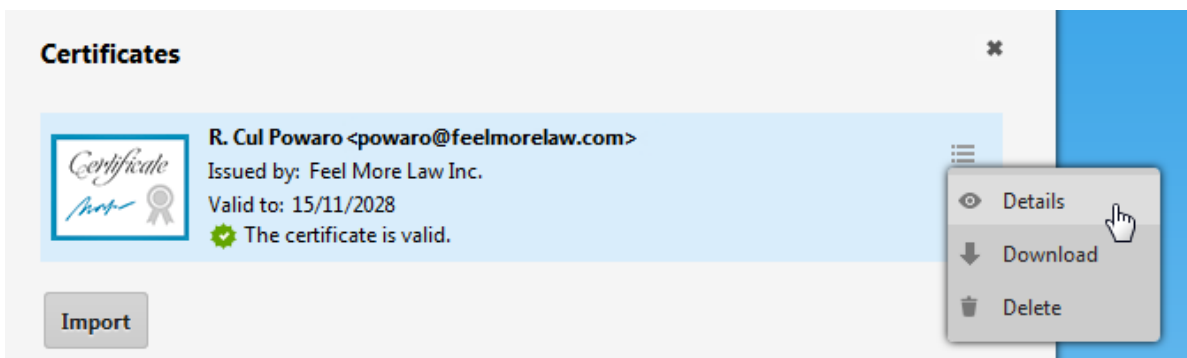 Certificates
R. Cul Powaro <powaro@feelmorelaw.com>
Certificate
Issued by: Feel More Law Inc.
Valid to: 15/11/2028
The certificate is valid.
Details
Download
Delete
Import